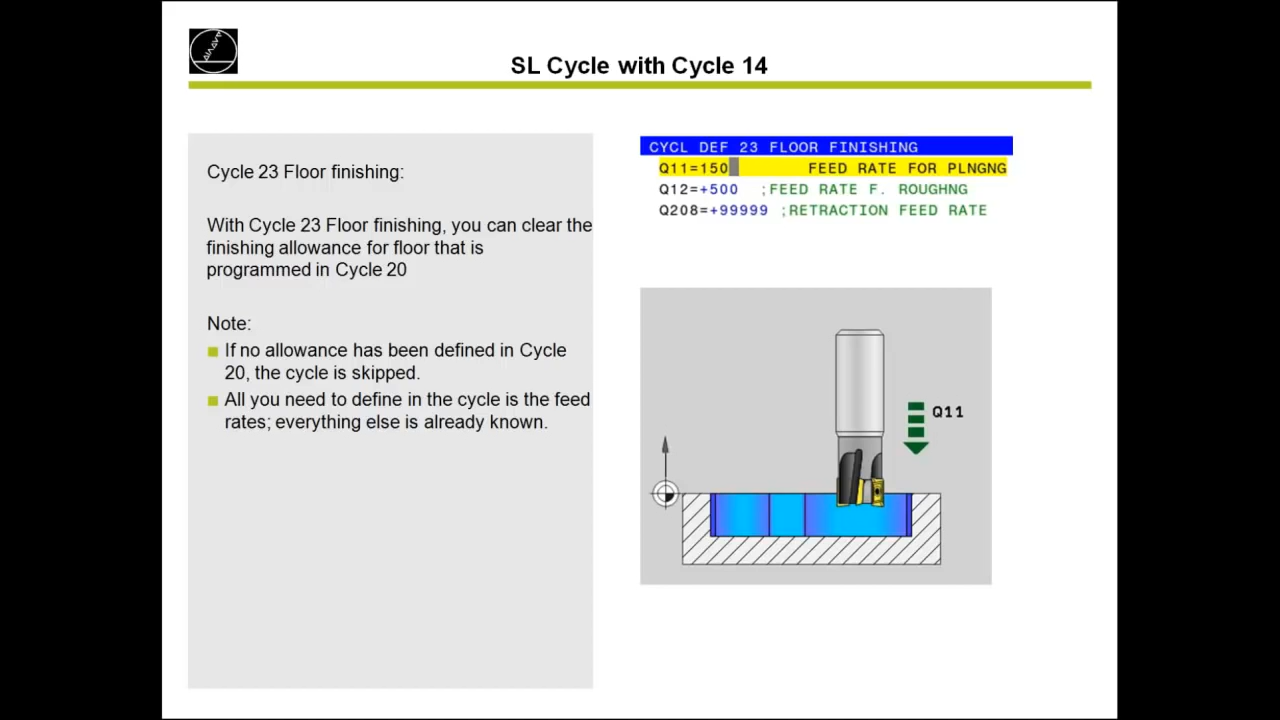 SL Cycle with Cycle 14
Cycle 23 Floor finishing:
With Cycle 23 Floor finishing, you can clear the
finishing allowance for floor that is
programmed in Cycle 20
Note:
If no allowance has been defined in Cycle
20, the cycle is skipped.
All you need to define in the cycle is the feed
rates; everything else is already known.
CYCL DEF 23 FLOOR FINISHING
Q11=150 FEED RATE FOR PLNGNG
Q12=+500 ;FEED RATE F. ROUGHNG
Q208=+99999 ;RETRACTION FEED RATE
Q11